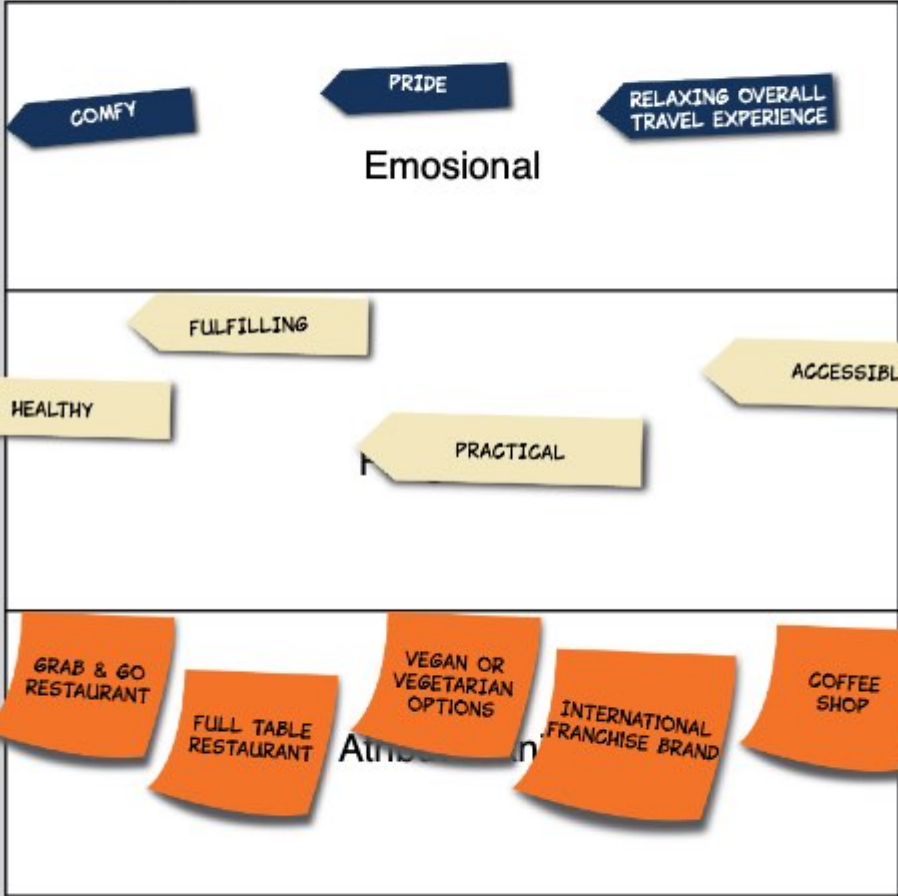 COMFY
PRIDE
RELAXING OVERALL
TRAVEL EXPERIENCE
Emosional
FULFILLING
ACCESSIBL
HEALTHY
PRACTICAL
GRAB & GO
RESTAURANT
FULL TABLE
RESTAURANT
VEGAN OR
VEGETARIAN
OPTIONS
INTERNATIONAL
FRANCHISE BRAND
COFFEE
SHOP